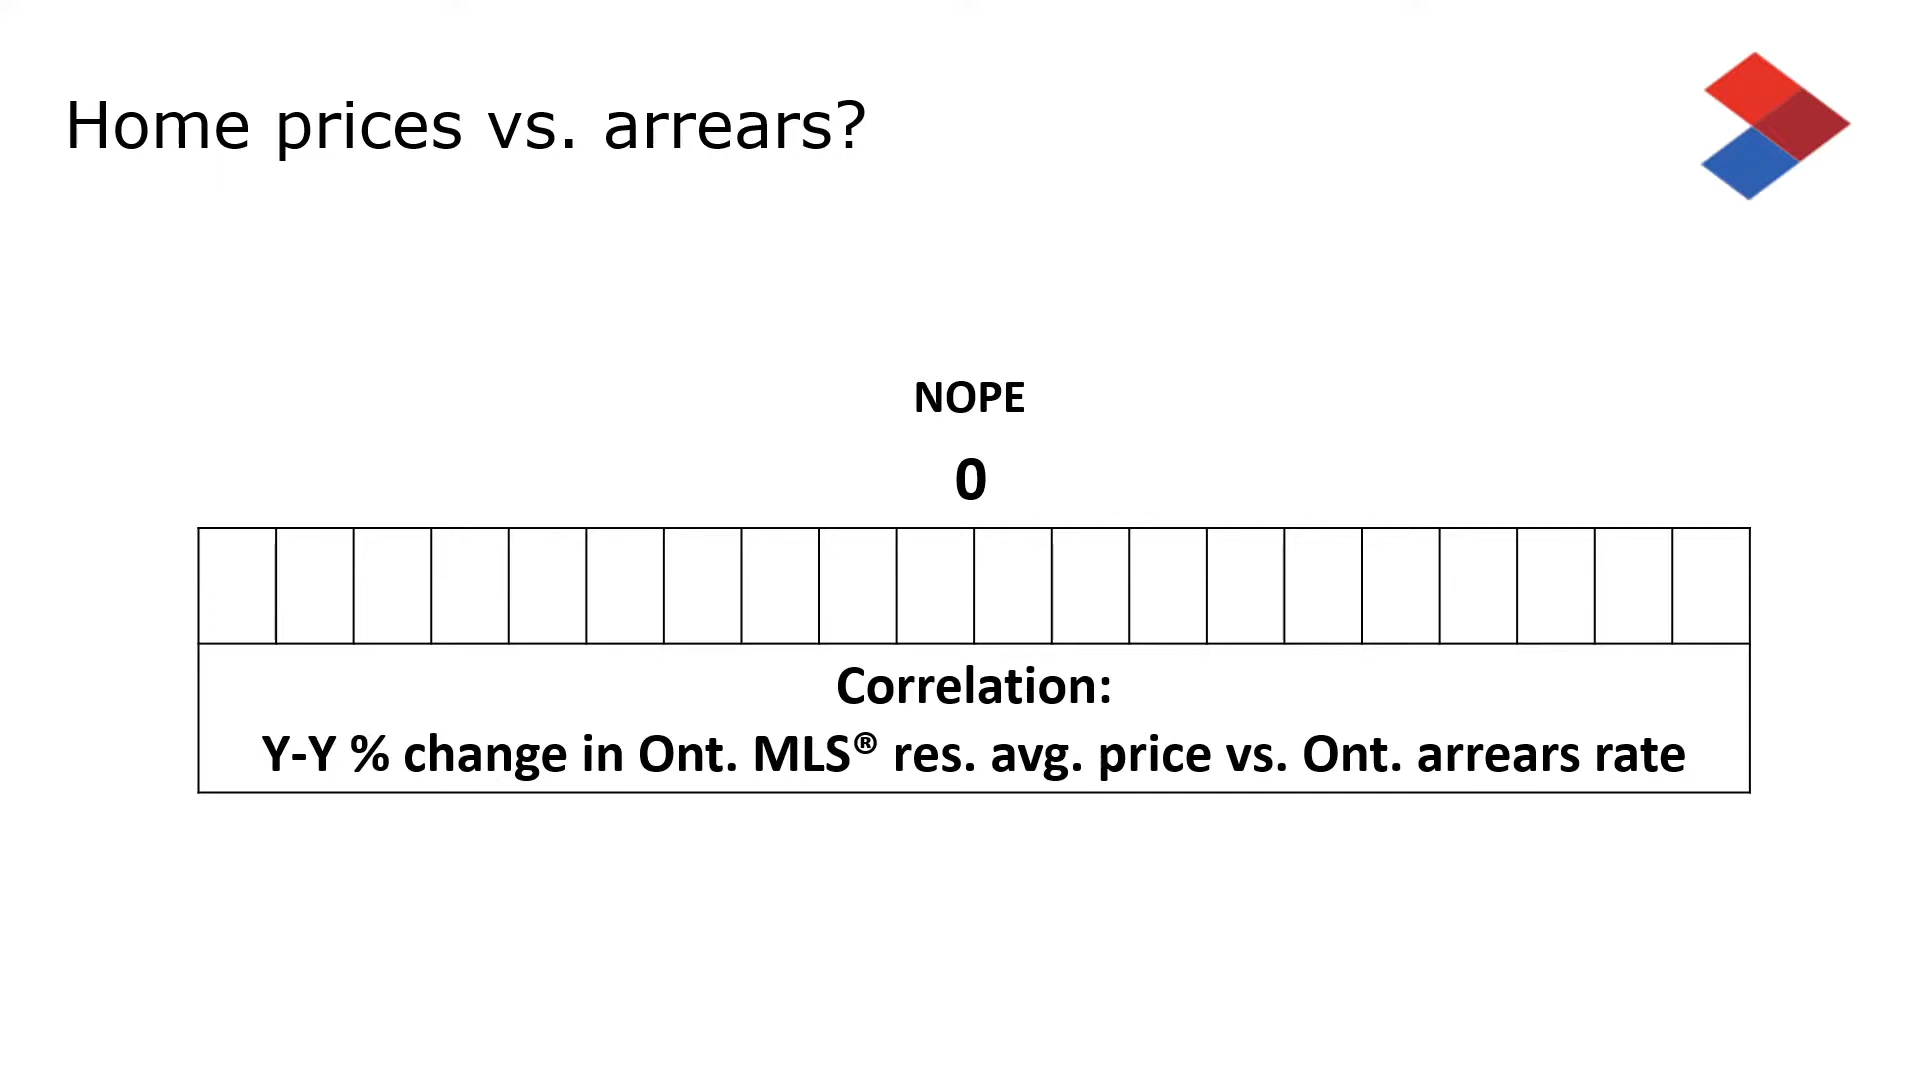 Home prices vs. arrears?
NOPE
0
Correlation:
Y-Y % change in Ont. MLS® res. avg. price vs. Ont. arrears rate